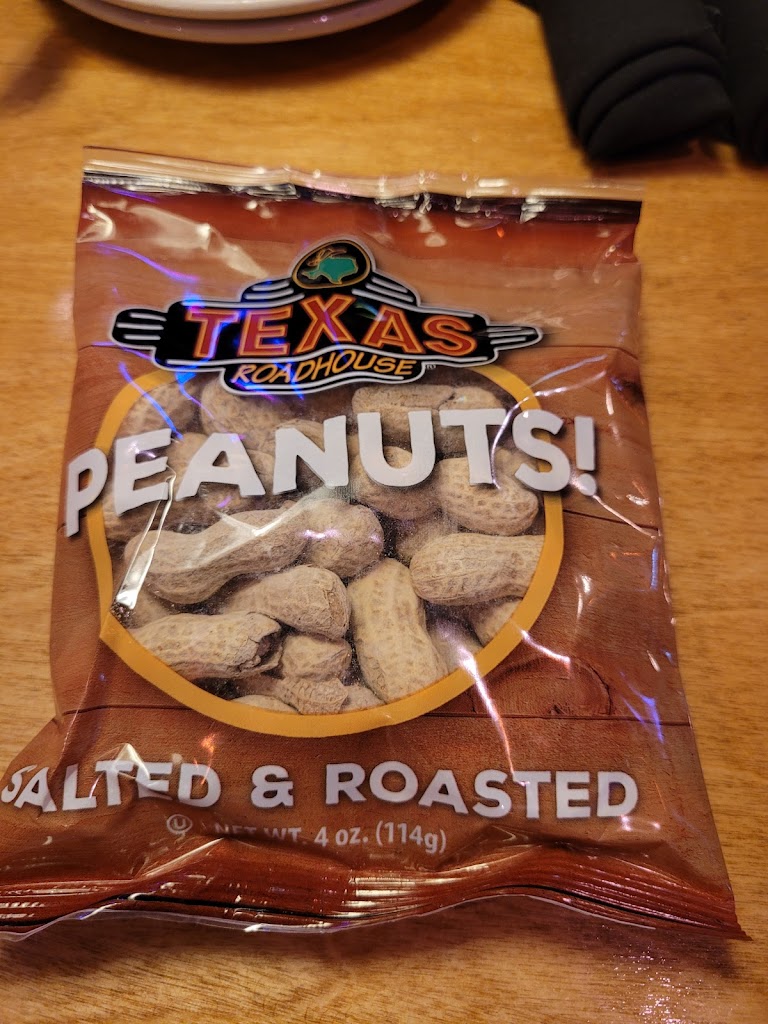 TEXAS
ROADHOUSE
PEANUTS!
SALTED & ROASTED
NET WT. 4 oz. (114g)